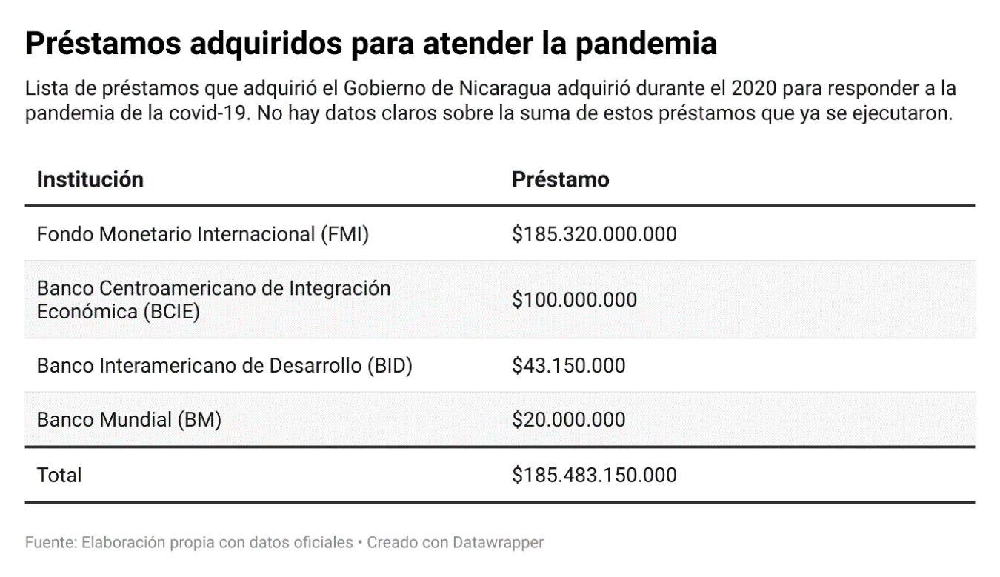 Préstamos adquiridos para atender la pandemia
Lista de préstamos que adquirió el Gobierno de Nicaragua adquirió durante el 2020 para responder a la
pandemia de la covid-19. No hay datos claros sobre la suma de estos préstamos que ya se ejecutaron.
Institución Préstamo
Fondo Monetario Internacional (FMI) $185.320.000.000
Banco Centroamericano de Integración
Económica (BCIE) $100.000.000
Banco Interamericano de Desarrollo (BID) $43.150.000
Banco Mundial (BM) $20.000.000
Total $185.483.150.000
Fuente: Elaboración propia con datos oficiales • Creado con Datawrapper